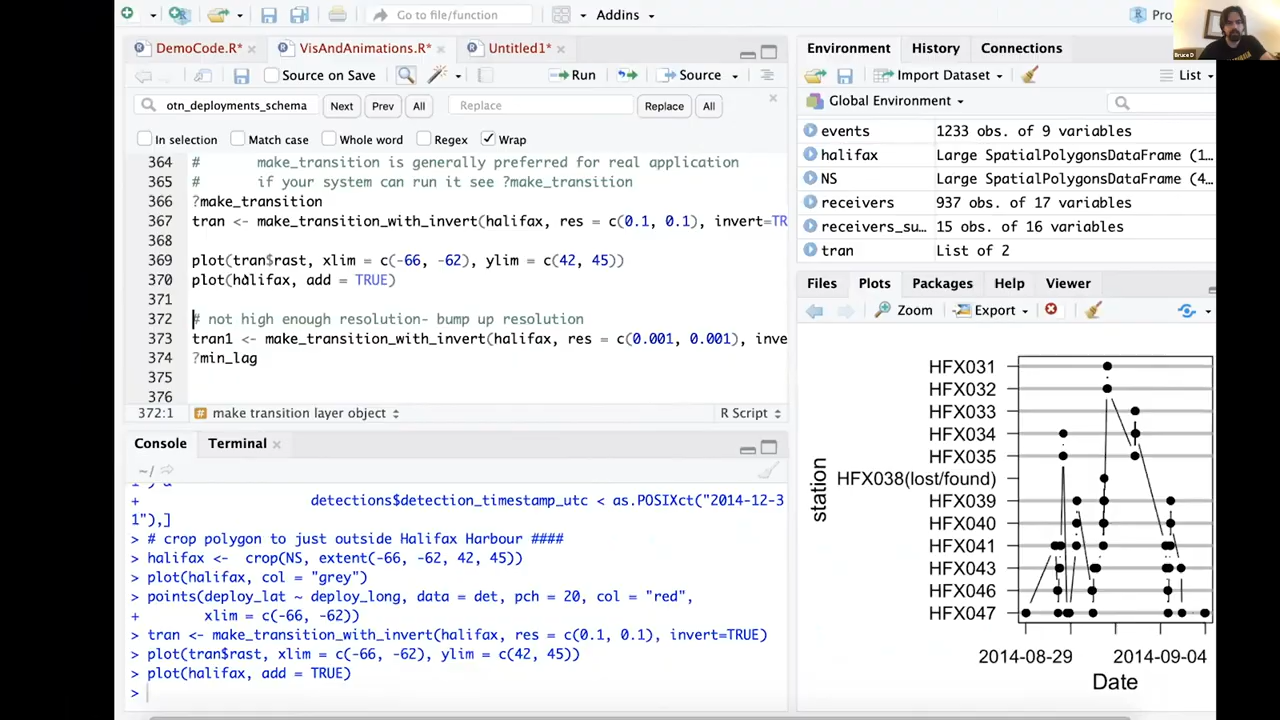 Go to file/function
Addins
Proj
Bruce D
DemoCode.R*
VisAndAnimations.R*
Untitled1*
Source on Save
Run
Source
otn_deployments_schema
Next
Prev
All
Replace
Replace
All
In selection
Match case
Whole word
Regex
Wrap
364 # make_transition is generally preferred for real application
365 # if your system can run it see ?make_transition
366 ?make_transition
367 tran <- make_transition_with_invert(halifax, res = c(0.1, 0.1), invert=TR
368
369 plot(tran$rast, xlim = c(-66, -62), ylim = c(42, 45))
370 plot(halifax, add = TRUE)
371
372 # not high enough resolution- bump up resolution
373 tran1 <- make_transition_with_invert(halifax, res = c(0.001, 0.001), inve
374 ?min_lag
375
376
372:1
make transition layer object
R Script
Console
Terminal
~/
+ detections$detection_timestamp_utc < as.POSIXct("2014-12-3
1"),]
> # crop polygon to just outside Halifax Harbour ####
> halifax <- crop(NS, extent(-66, -62, 42, 45))
> plot(halifax, col = "grey")
> points(deploy_lat ~ deploy_long, data = det, pch = 20, col = "red",
+ xlim = c(-66, -62))
> tran <- make_transition_with_invert(halifax, res = c(0.1, 0.1), invert=TRUE)
> plot(tran$rast, xlim = c(-66, -62), ylim = c(42, 45))
> plot(halifax, add = TRUE)
>
Environment
History
Connections
Import Dataset
List
Global Environment
events 1233 obs. of 9 variables
halifax Large SpatialPolygonsDataFrame (1...
NS Large SpatialPolygonsDataFrame (4...
receivers 937 obs. of 17 variables
receivers_su... 15 obs. of 16 variables
tran List of 2
Files
Plots
Packages
Help
Viewer
Zoom
Export
HFX031
HFX032
HFX033
HFX034
HFX035
HFX038(lost/found)
HFX039
HFX040
HFX041
HFX043
HFX046
HFX047
station
2014-08-29
2014-09-04
Date